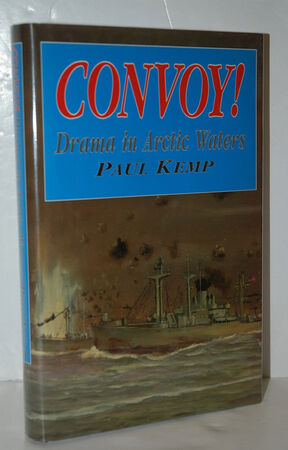 CONVOY!
Drama in Arctic Waters
PAUL KEMP